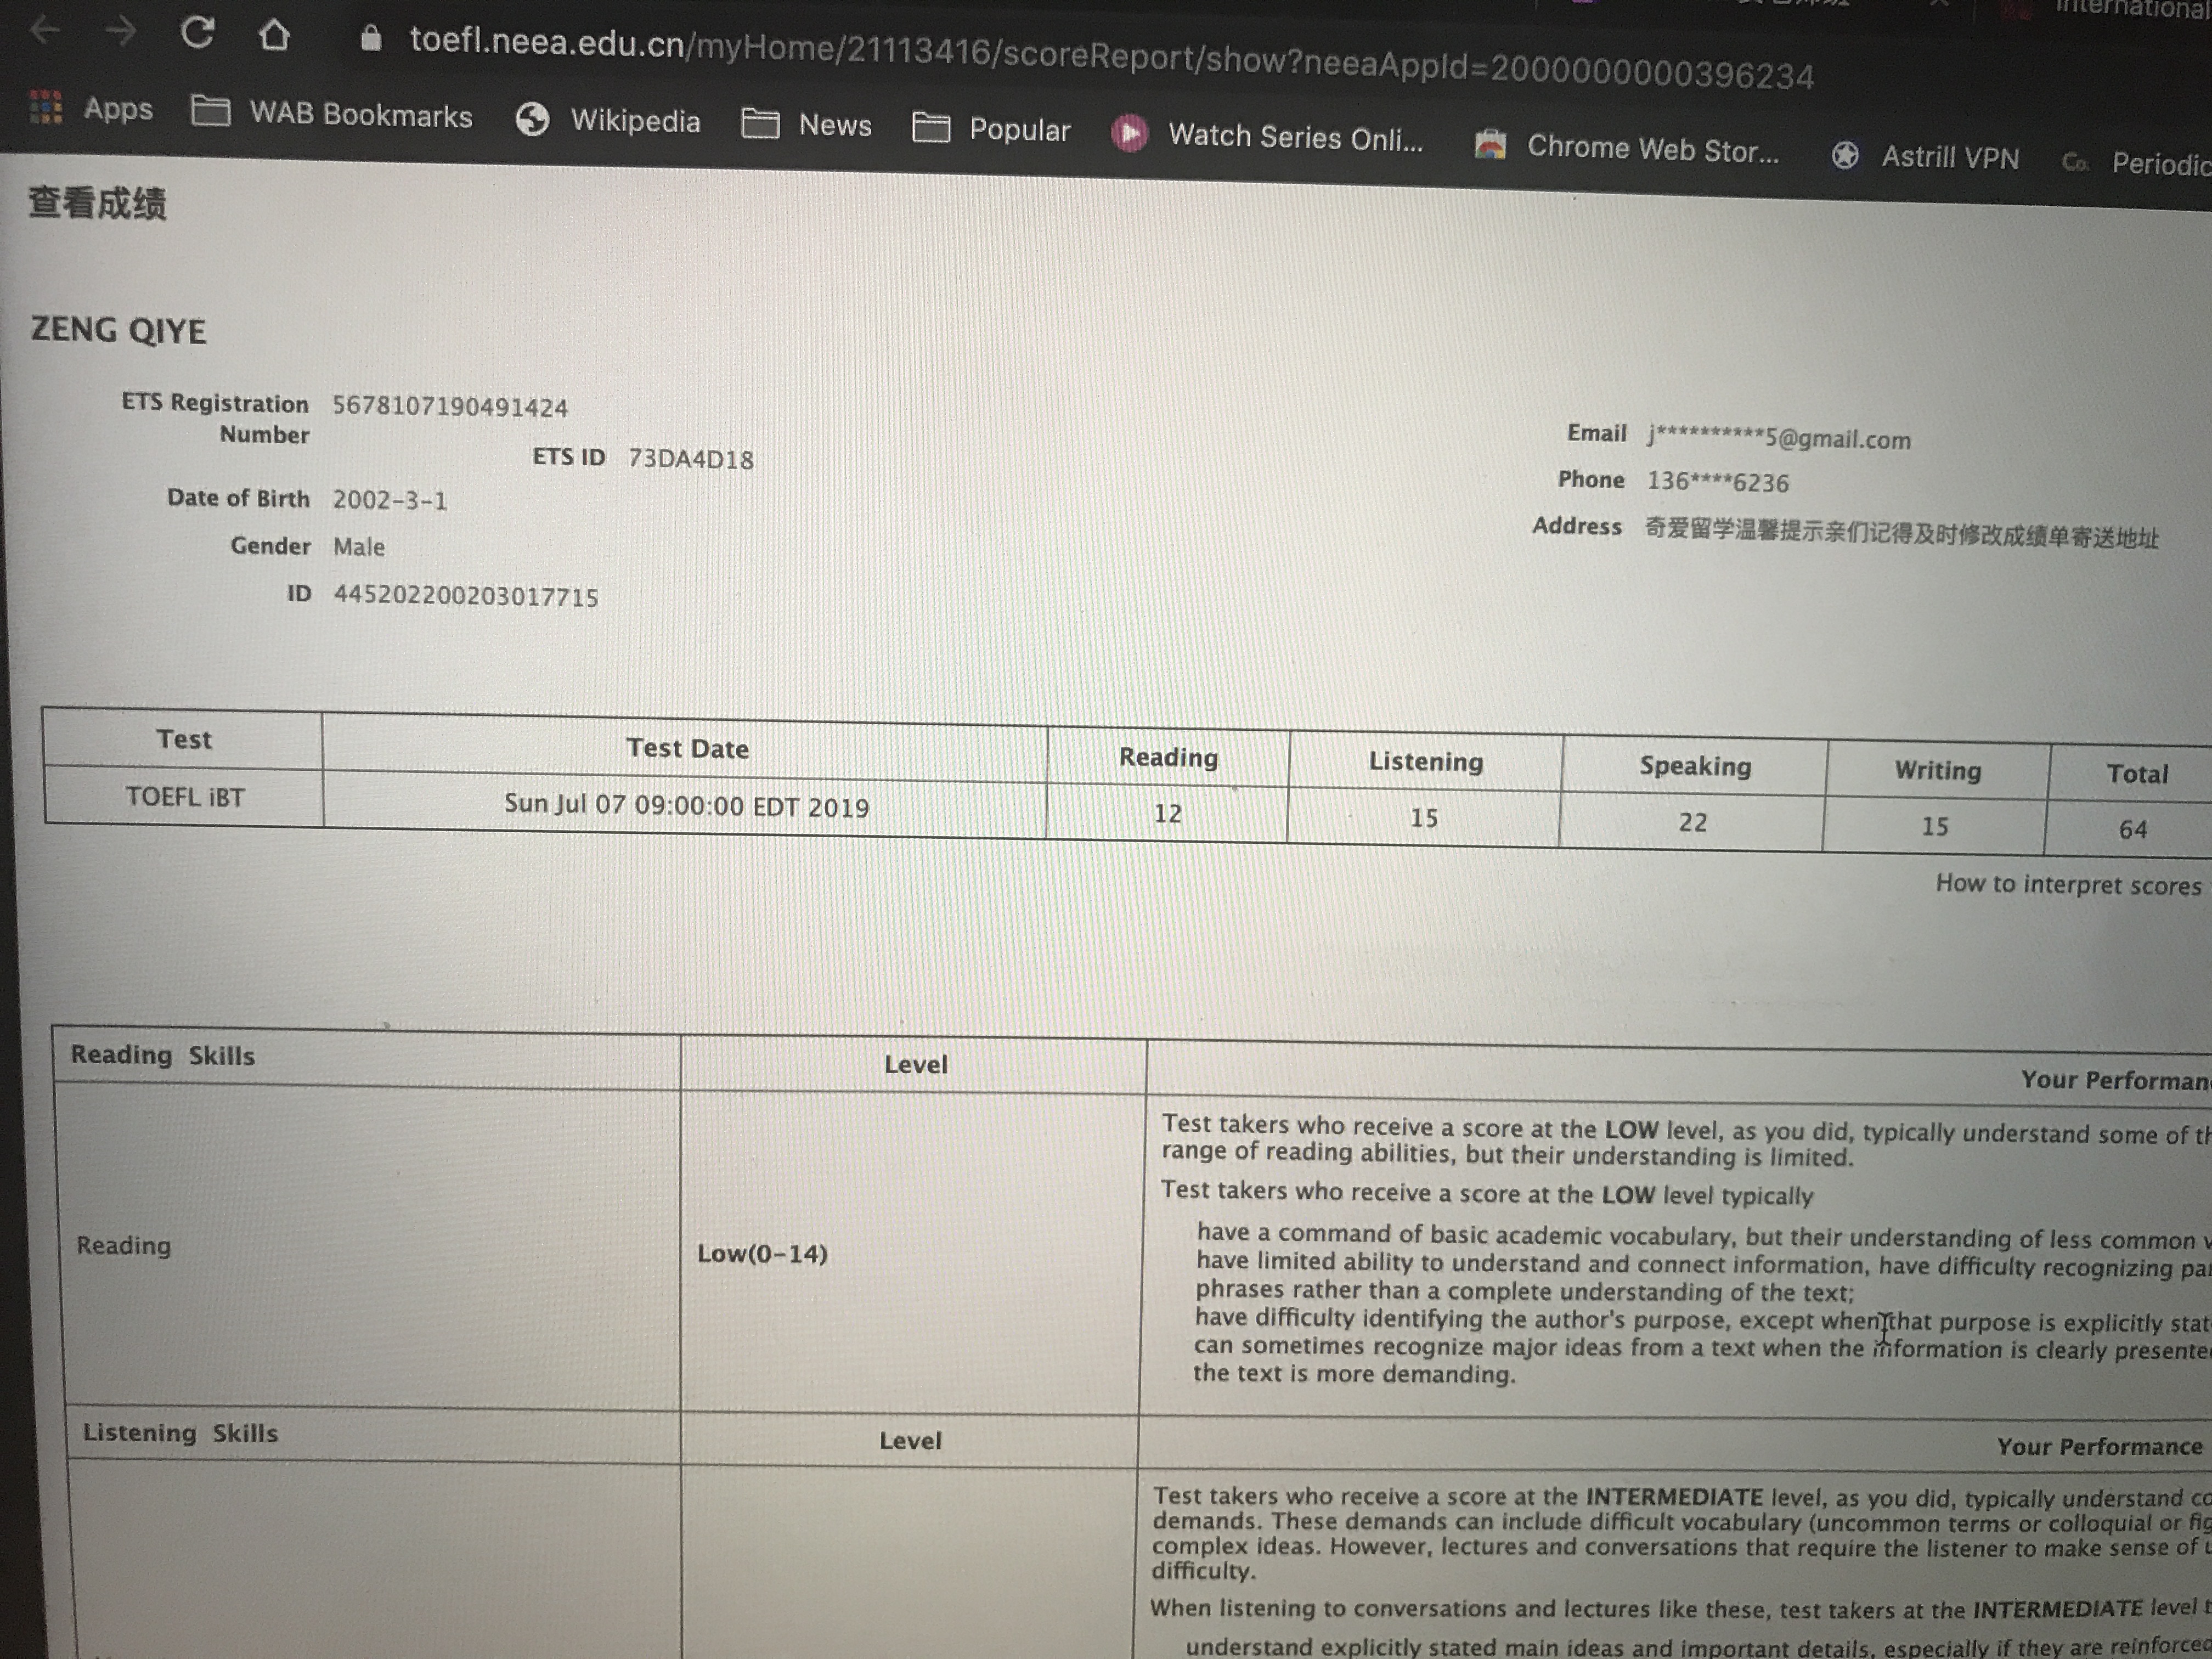 International
toefl.neea.edu.cn/myHome/21113416/scoreReport/show?neeaAppId=2000000000396234
Apps WAB Bookmarks Wikipedia News Popular Watch Series Onli... Chrome Web Stor... Astrill VPN Co. Periodic
查看成绩
ZENG QIYE
ETS Registration Number 5678107190491424
ETS ID 73DA4D18
Date of Birth 2002-3-1
Gender Male
ID 445202200203017715
Email j**********5@gmail.com
Phone 136****6236
Address 奇爱留学温馨提示亲们记得及时修改成绩单寄送地址
Test Test Date Reading Listening Speaking Writing Total
TOEFL iBT Sun Jul 07 09:00:00 EDT 2019 12 15 22 15 64
How to interpret scores
Reading Skills Level Your Performan
Reading Low(0-14)
Test takers who receive a score at the LOW level, as you did, typically understand some of th
range of reading abilities, but their understanding is limited.
Test takers who receive a score at the LOW level typically
have a command of basic academic vocabulary, but their understanding of less common
have limited ability to understand and connect information, have difficulty recognizing par
phrases rather than a complete understanding of the text;
have difficulty identifying the author's purpose, except when that purpose is explicitly stat
can sometimes recognize major ideas from a text when the information is clearly presente
the text is more demanding.
Listening Skills Level Your Performance
Test takers who receive a score at the INTERMEDIATE level, as you did, typically understand co
demands. These demands can include difficult vocabulary (uncommon terms or colloquial or fig
complex ideas. However, lectures and conversations that require the listener to make sense of u
difficulty.
When listening to conversations and lectures like these, test takers at the INTERMEDIATE level t
understand explicitly stated main ideas and important details, especially if they are reinforced